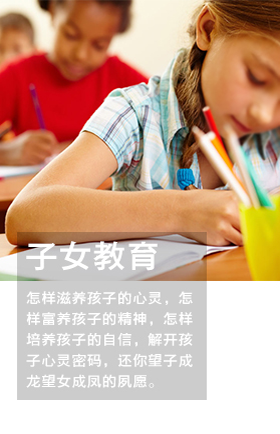 子女教育
怎样滋养孩子的心灵，怎
样富养孩子的精神，怎样
培养孩子的自信，解开孩
子心灵密码，还你望子成
龙望女成凤的夙愿。